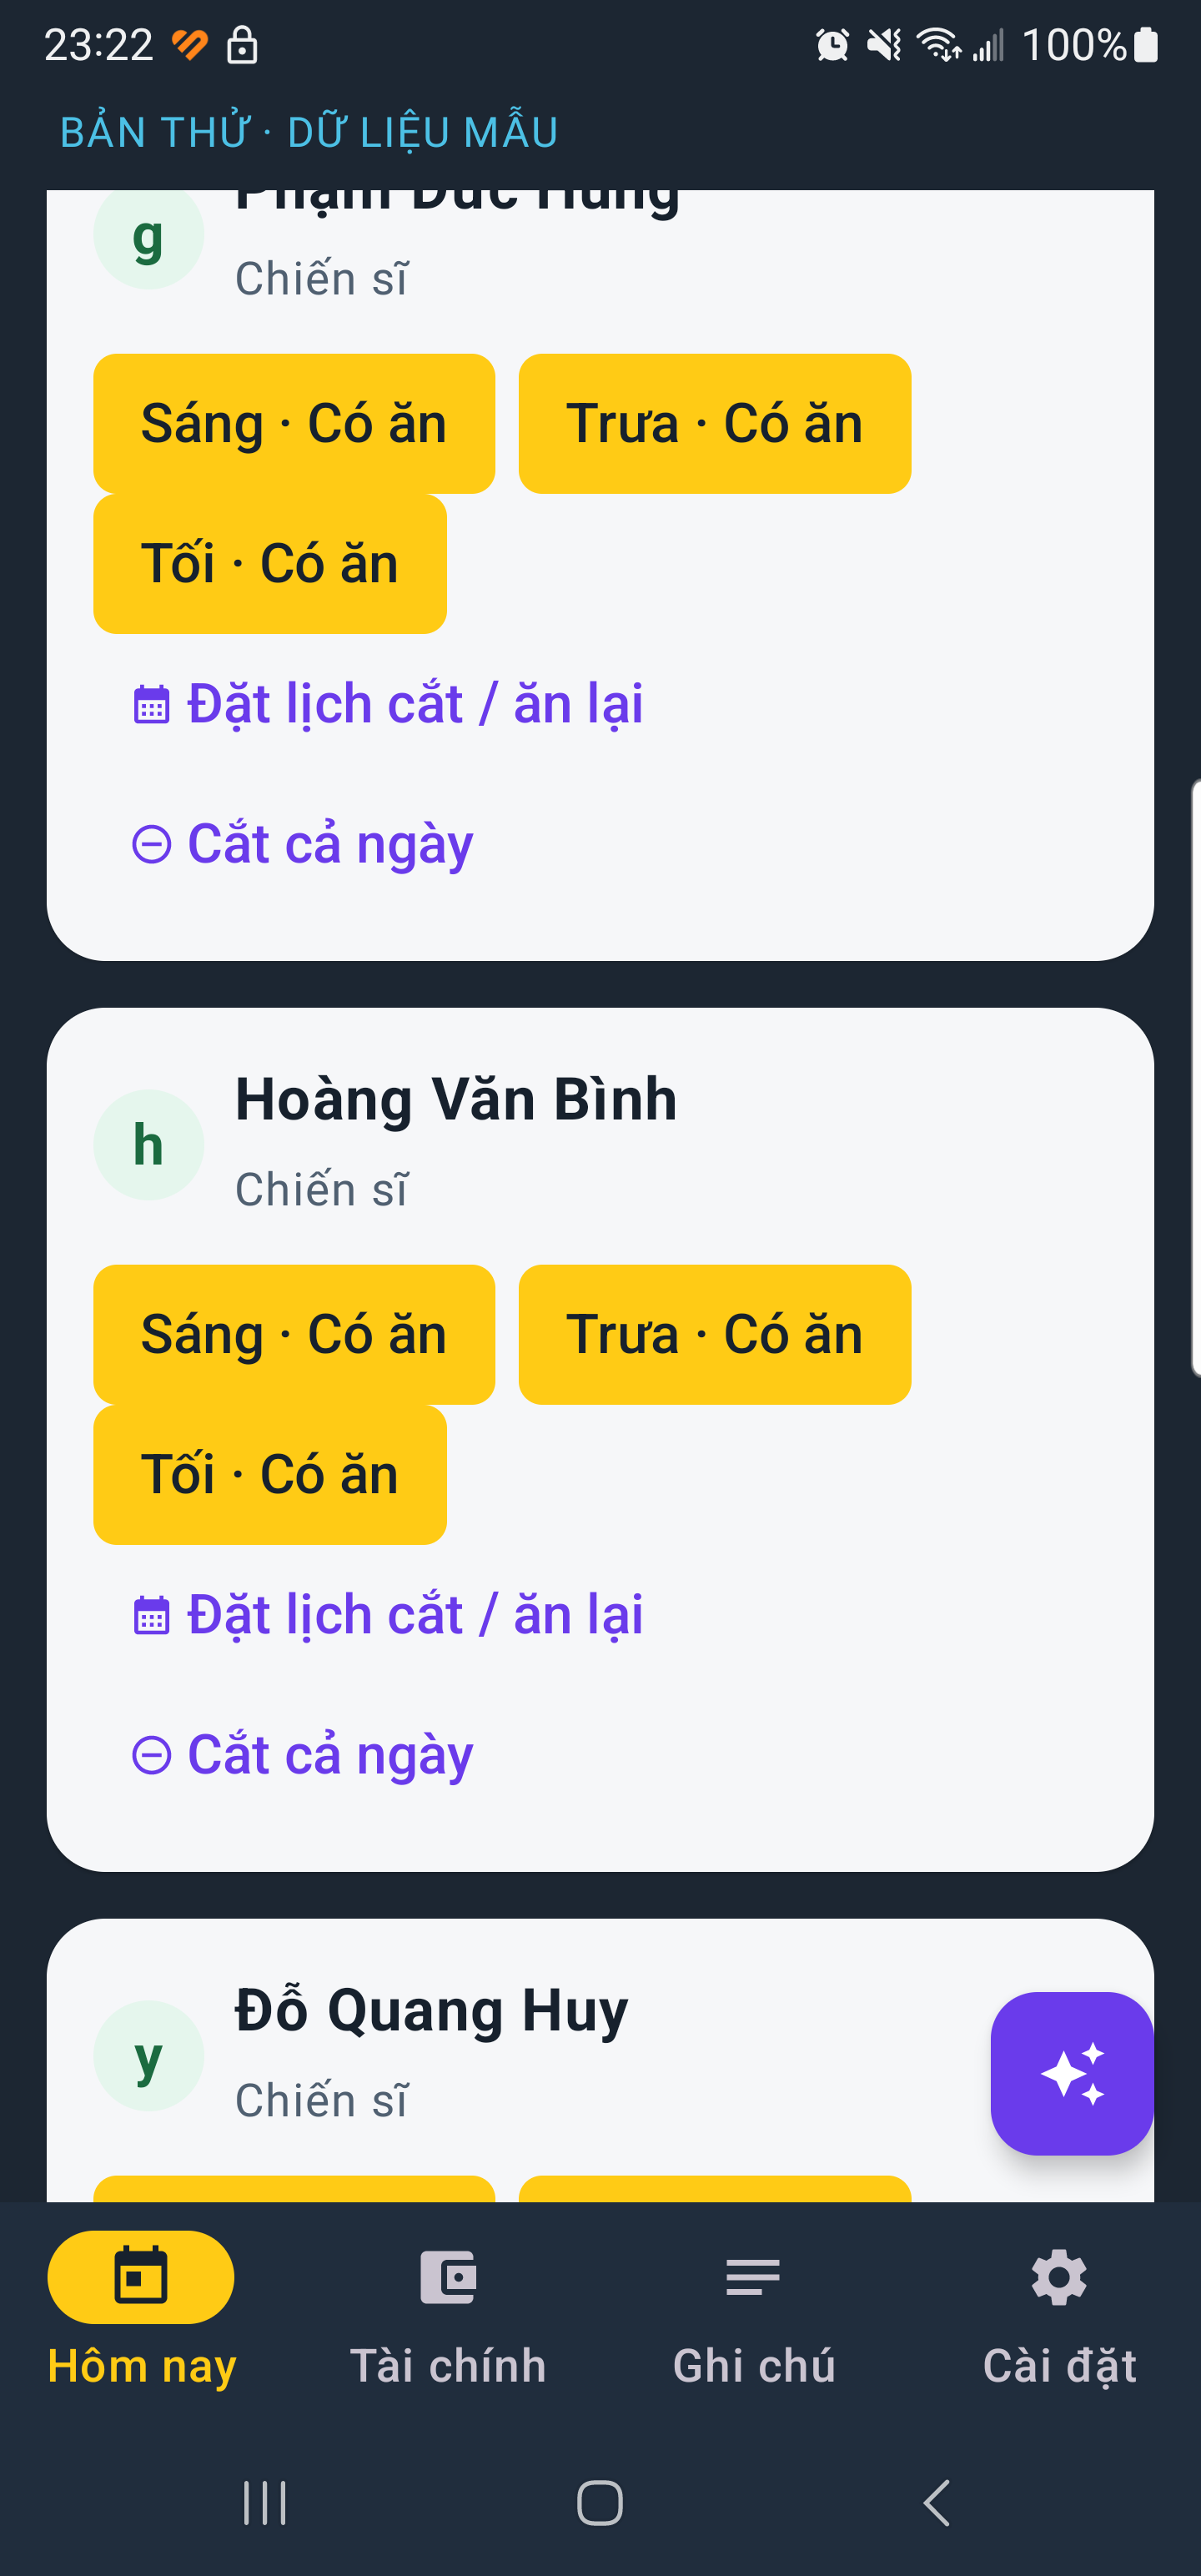 23:22
100%
BẢN THỬ · DỮ LIỆU MẪU
g
Phạm Đức Hùng
Chiến sĩ
Sáng · Có ăn
Trưa · Có ăn
Tối · Có ăn
Đặt lịch cắt / ăn lại
Cắt cả ngày
h
Hoàng Văn Bình
Chiến sĩ
Sáng · Có ăn
Trưa · Có ăn
Tối · Có ăn
Đặt lịch cắt / ăn lại
Cắt cả ngày
y
Đỗ Quang Huy
Chiến sĩ
Hôm nay
Tài chính
Ghi chú
Cài đặt